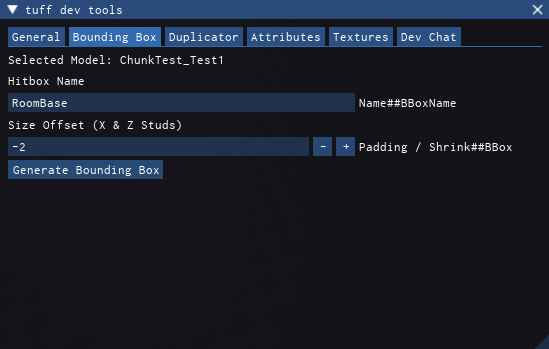 tuff dev tools
General Bounding Box Duplicator Attributes Textures Dev Chat
Selected Model: ChunkTest_Test1
Hitbox Name
RoomBase Name##BBoxName
Size Offset (X & Z Studs)
-2 - + Padding / Shrink##BBox
Generate Bounding Box